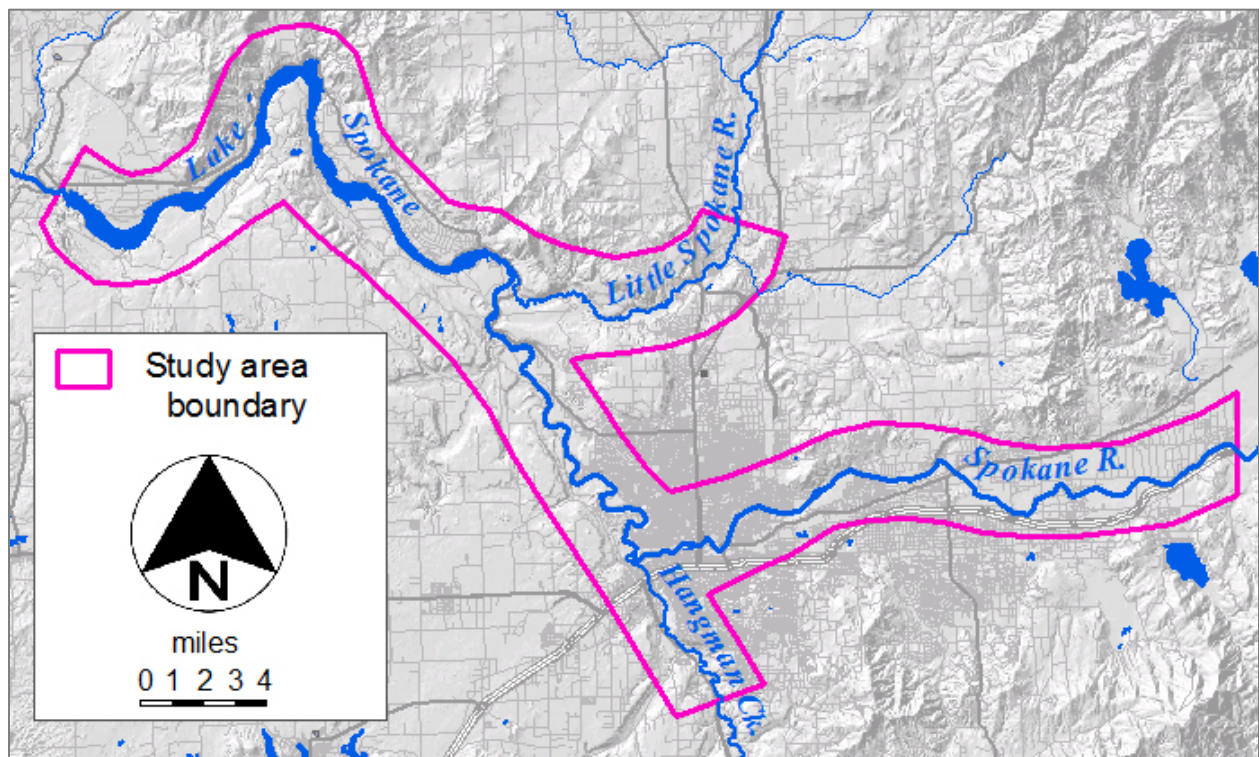 Lake
Spokane
Little Spokane R.
Spokane R.
Hangman Ck.
Study area
boundary
N
miles
0 1 2 3 4